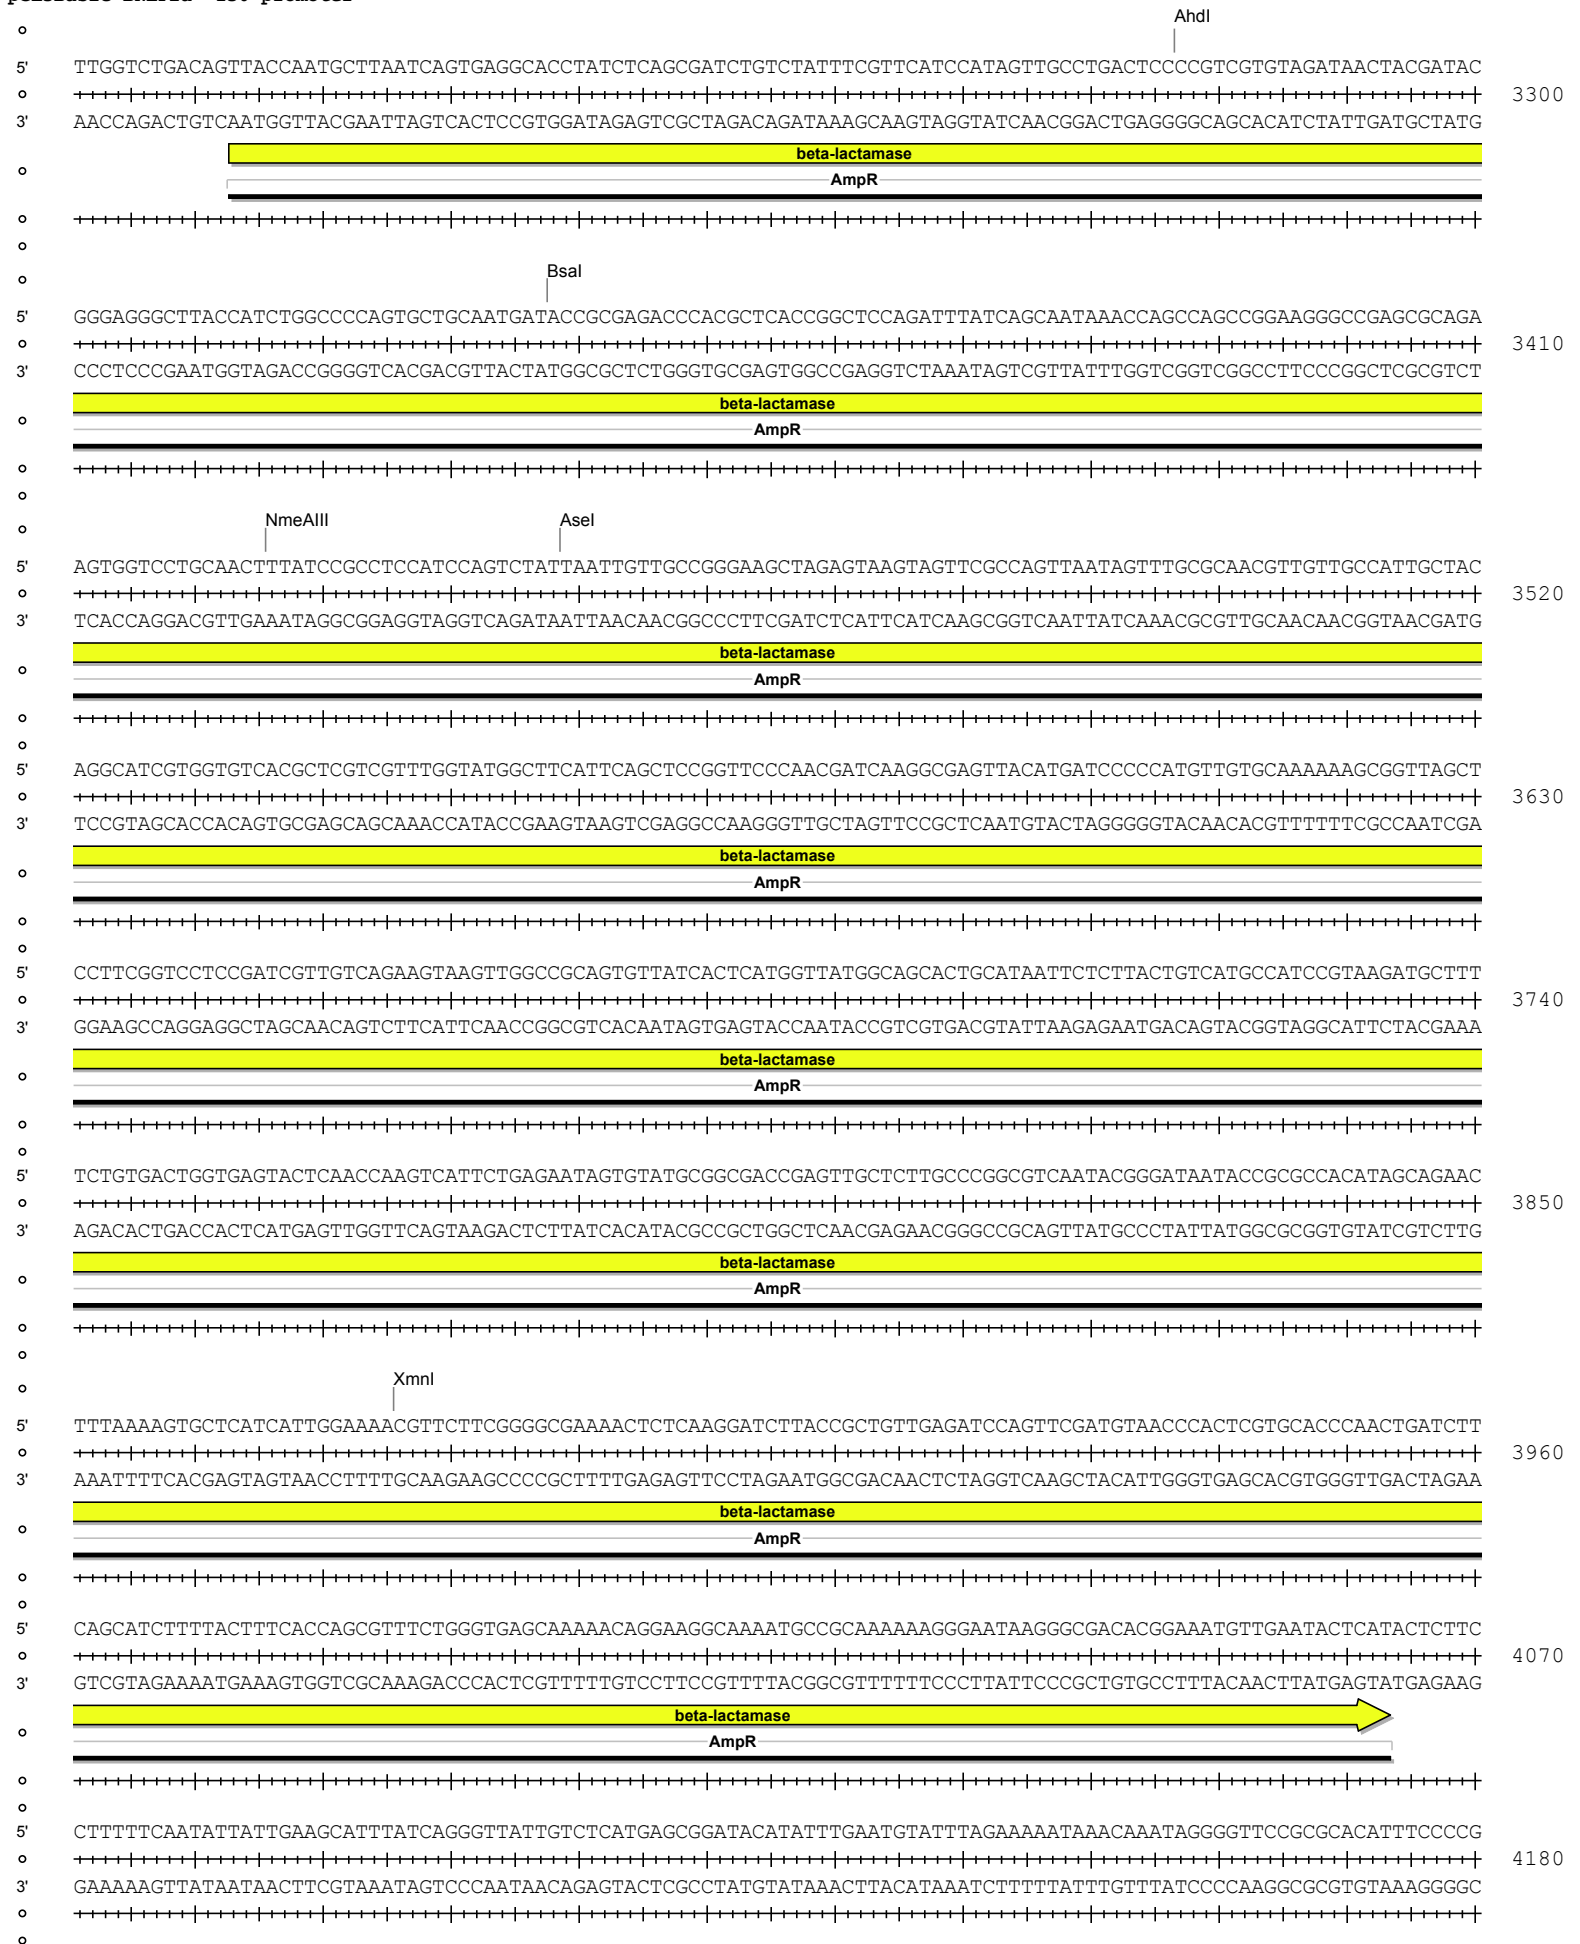 AhdI
5' TTGGTCTGACAGTTACCAATGCTTAATCAGTGAGGCACCTATCTCAGCGATCTGTCTATTTCGTTCATCCATAGTTGCCTGACTCCCCGTCGTGTAGATAACTACGATAC
3300
3' AACCAGACTGTCAATGGTTACGAATTAGTCACTCCGTGGATAGAGTCGCTAGACAGATAAAGCAAGTAGGTATCAACGGACTGAGGGGCAGCACATCTATTGATGCTATG
beta-lactamase
AmpR
BsaI
5' GGGAGGGCTTACCATCTGGCCCCAGTGCTGCAATGATACCGCGAGACCCACGCTCACCGGCTCCAGATTTATCAGCAATAAACCAGCCAGCCGGAAGGGCCGAGCGCAGA
3410
3' CCCTCCCGAATGGTAGACCGGGGTCACGACGTTACTATGGCGCTCTGGGTGCGAGTGGCCGAGGTCTAAATAGTCGTTATTTGGTCGGTCGGCCTTCCCGGCTCGCGTCT
beta-lactamase
AmpR
NmeAIII AseI
5' AGTGGTCCTGCAACTTTATCCGCCTCCATCCAGTCTATTAATTGTTGCCGGGAAGCTAGAGTAAGTAGTTCGCCAGTTAATAGTTTGCGCAACGTTGTTGCCATTGCTAC
3520
3' TCACCAGGACGTTGAAATAGGCGGAGGTAGGTCAGATAATTAACAACGGCCCTTCGATCTCATTCATCAAGCGGTCAATTATCAAACGCGTTGCAACAACGGTAACGATG
beta-lactamase
AmpR
5' AGGCATCGTGGTGTCACGCTCGTCGTTTGGTATGGCTTCATTCAGCTCCGGTTCCCAACGATCAAGGCGAGTTACATGATCCCCCATGTTGTGCAAAAAAGCGGTTAGCT
3630
3' TCCGTAGCACCACAGTGCGAGCAGCAAACCATACCGAAGTAAGTCGAGGCCAAGGGTTGCTAGTTCCGCTCAATGTACTAGGGGGTACAACACGTTTTTTCGCCAATCGA
beta-lactamase
AmpR
5' CCTTCGGTCCTCCGATCGTTGTCAGAAGTAAGTTGGCCGCAGTGTTATCACTCATGGTTATGGCAGCACTGCATAATTCTCTTACTGTCATGCCATCCGTAAGATGCTTT
3740
3' GGAAGCCAGGAGGCTAGCAACAGTCTTCATTCAACCGGCGTCACAATAGTGAGTACCAATACCGTCGTGACGTATTAAGAGAATGACAGTACGGTAGGCATTCTACGAAA
beta-lactamase
AmpR
5' TCTGTGACTGGTGAGTACTCAACCAAGTCATTCTGAGAATAGTGTATGCGGCGACCGAGTTGCTCTTGCCCGGCGTCAATACGGGATAATACCGCGCCACATAGCAGAAC
3850
3' AGACACTGACCACTCATGAGTTGGTTCAGTAAGACTCTTATCACATACGCCGCTGGCTCAACGAGAACGGGCCGCAGTTATGCCCTATTATGGCGCGGTGTATCGTCTTG
beta-lactamase
AmpR
XmnI
5' TTTAAAAGTGCTCATCATTGGAAAACGTTCTTCGGGGCGAAAACTCTCAAGGATCTTACCGCTGTTGAGATCCAGTTCGATGTAACCCACTCGTGCACCCAACTGATCTT
3960
3' AAATTTTCACGAGTAGTAACCTTTTGCAAGAAGCCCCGCTTTTGAGAGTTCCTAGAATGGCGACAACTCTAGGTCAAGCTACATTGGGTGAGCACGTGGGTTGACTAGAA
beta-lactamase
AmpR
5' CAGCATCTTTTACTTTCACCAGCGTTTCTGGGTGAGCAAAAACAGGAAGGCAAAATGCCGCAAAAAAGGGAATAAGGGCGACACGGAAATGTTGAATACTCATACTCTTC
4070
3' GTCGTAGAAAATGAAAGTGGTCGCAAAGACCCACTCGTTTTTGTCCTTCCGTTTTACGGCGTTTTTTCCCTTATTCCCGCTGTGCCTTTACAACTTATGAGTATGAGAAG
beta-lactamase
AmpR
5' CTTTTTCAATATTATTGAAGCATTTATCAGGGTTATTGTCTCATGAGCGGATACATATTTGAATGTATTTAGAAAAATAAACAAATAGGGGTTCCGCGCACATTTCCCCG
4180
3' GAAAAAGTTATAATAACTTCGTAAATAGTCCCAATAACAGAGTACTCGCCTATGTATAAACTTACATAAATCTTTTTATTTGTTTATCCCCAAGGCGCGTGTAAAGGGGC